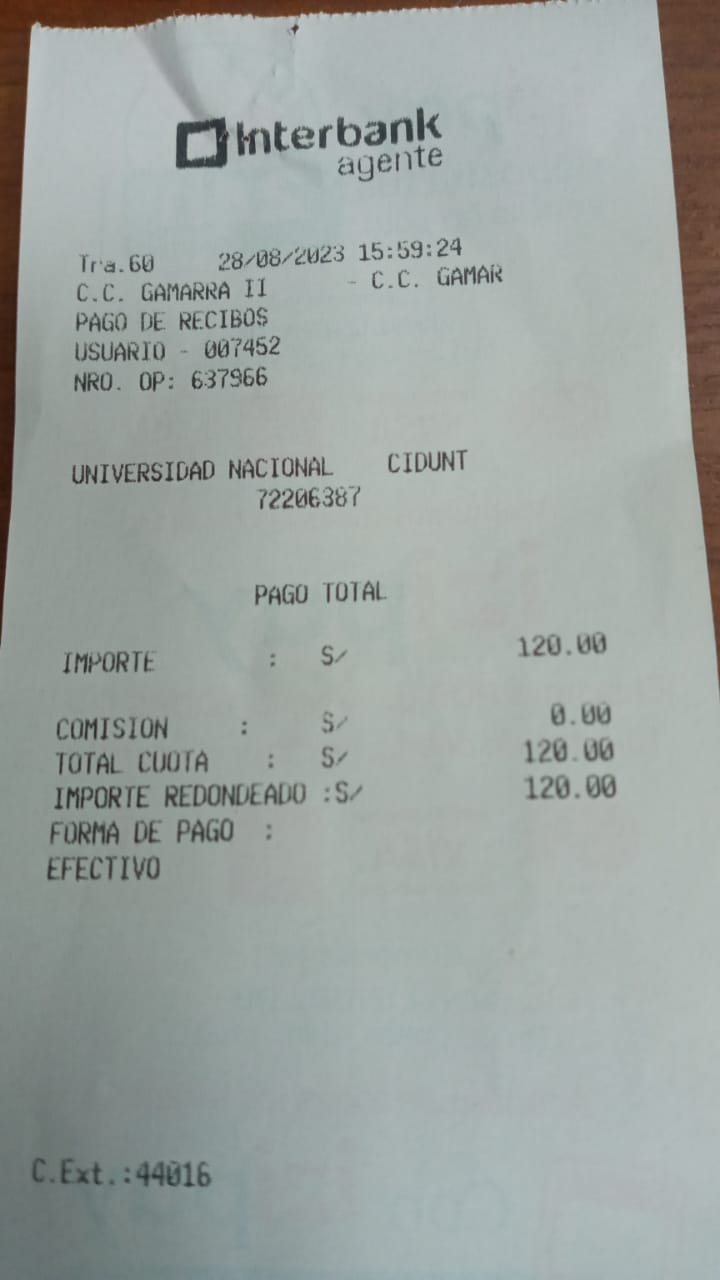 Interbank
agente
Tra.60 28/08/2023 15:59:24
C.C. GAMARRA II - C.C. GAMAR
PAGO DE RECIBOS
USUARIO - 007452
NRO. OP: 637966
UNIVERSIDAD NACIONAL CIDUNT
72206387
PAGO TOTAL
IMPORTE : S/ 120.00
COMISION : S/ 0.00
TOTAL CUOTA : S/ 120.00
IMPORTE REDONDEADO :S/ 120.00
FORMA DE PAGO :
EFECTIVO
C.Ext.:44016